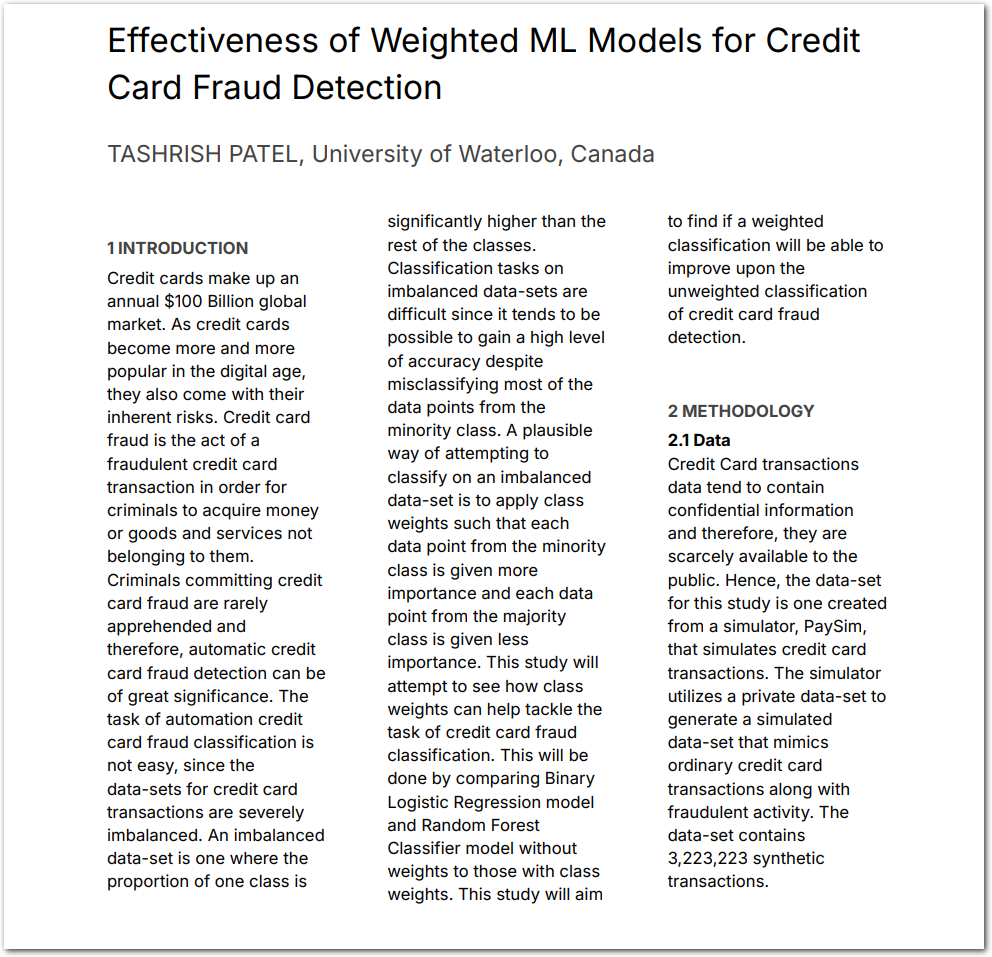 Effectiveness of Weighted ML Models for Credit
Card Fraud Detection
TASHRISH PATEL, University of Waterloo, Canada
1 INTRODUCTION
Credit cards make up an
annual $100 Billion global
market. As credit cards
become more and more
popular in the digital age,
they also come with their
inherent risks. Credit card
fraud is the act of a
fraudulent credit card
transaction in order for
criminals to acquire money
or goods and services not
belonging to them.
Criminals committing credit
card fraud are rarely
apprehended and
therefore, automatic credit
card fraud detection can be
of great significance. The
task of automation credit
card fraud classification is
not easy, since the
data-sets for credit card
transactions are severely
imbalanced. An imbalanced
data-set is one where the
proportion of one class is
significantly higher than the
rest of the classes.
Classification tasks on
imbalanced data-sets are
difficult since it tends to be
possible to gain a high level
of accuracy despite
misclassifying most of the
data points from the
minority class. A plausible
way of attempting to
classify on an imbalanced
data-set is to apply class
weights such that each
data point from the minority
class is given more
importance and each data
point from the majority
class is given less
importance. This study will
attempt to see how class
weights can help tackle the
task of credit card fraud
classification. This will be
done by comparing Binary
Logistic Regression model
and Random Forest
Classifier model without
weights to those with class
weights. This study will aim
to find if a weighted
classification will be able to
improve upon the
unweighted classification
of credit card fraud
detection.
2 METHODOLOGY
2.1 Data
Credit Card transactions
data tend to contain
confidential information
and therefore, they are
scarcely available to the
public. Hence, the data-set
for this study is one created
from a simulator, PaySim,
that simulates credit card
transactions. The simulator
utilizes a private data-set to
generate a simulated
data-set that mimics
ordinary credit card
transactions along with
fraudulent activity. The
data-set contains
3,223,223 synthetic
transactions.